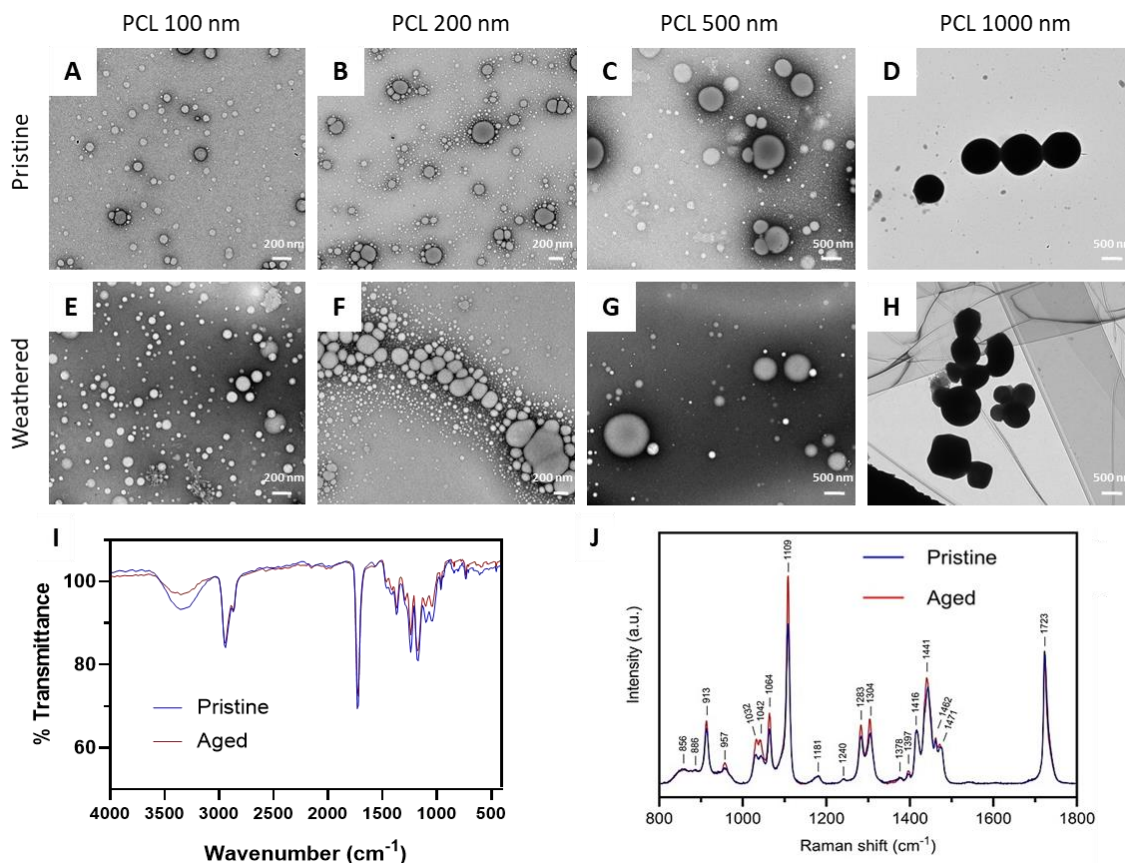 PCL 100 nm PCL 200 nm PCL 500 nm PCL 1000 nm
Pristine
A B C D
200 nm 200 nm 500 nm 500 nm
Weathered
E F G H
200 nm 200 nm 500 nm 500 nm
I
% Transmittance
100
80
60
Pristine
Aged
4000 3500 3000 2500 2000 1500 1000 500
Wavenumber (cm-1)
J
Intensity (a.u.)
Pristine
Aged
856 886 913 957 1032 1042 1064 1109 1181 1240 1283 1304 1378 1397 1416 1441 1462 1471 1723
800 1000 1200 1400 1600 1800
Raman shift (cm-1)